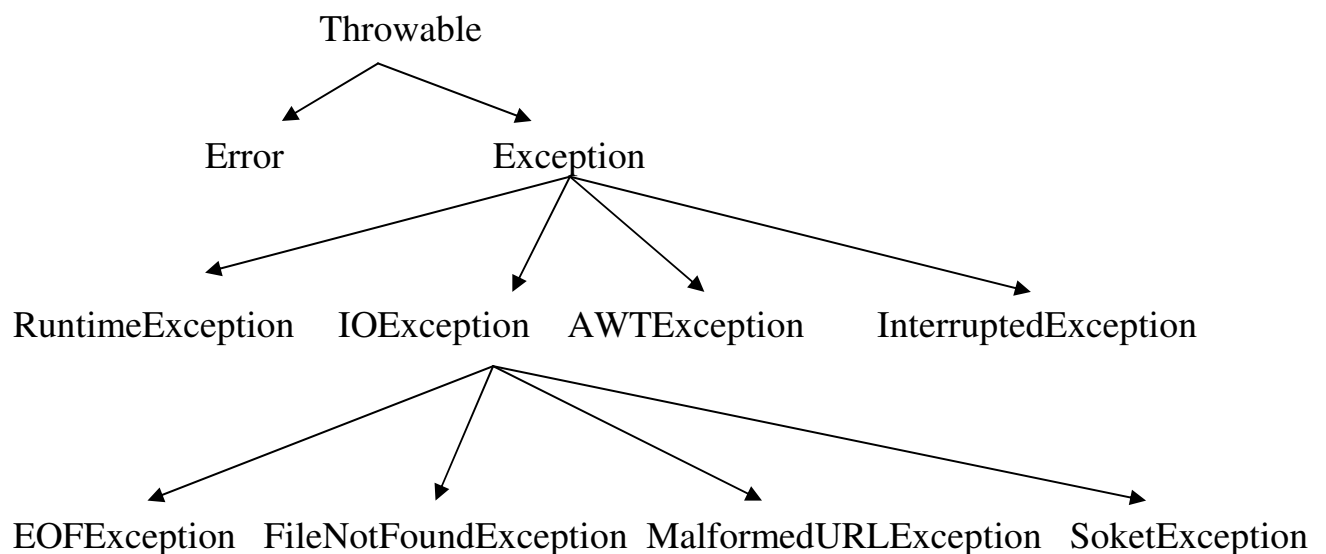 Throwable
Error Exception
RuntimeException IOException AWTException InterruptedException
EOFException FileNotFoundException MalformedURLException SoketException